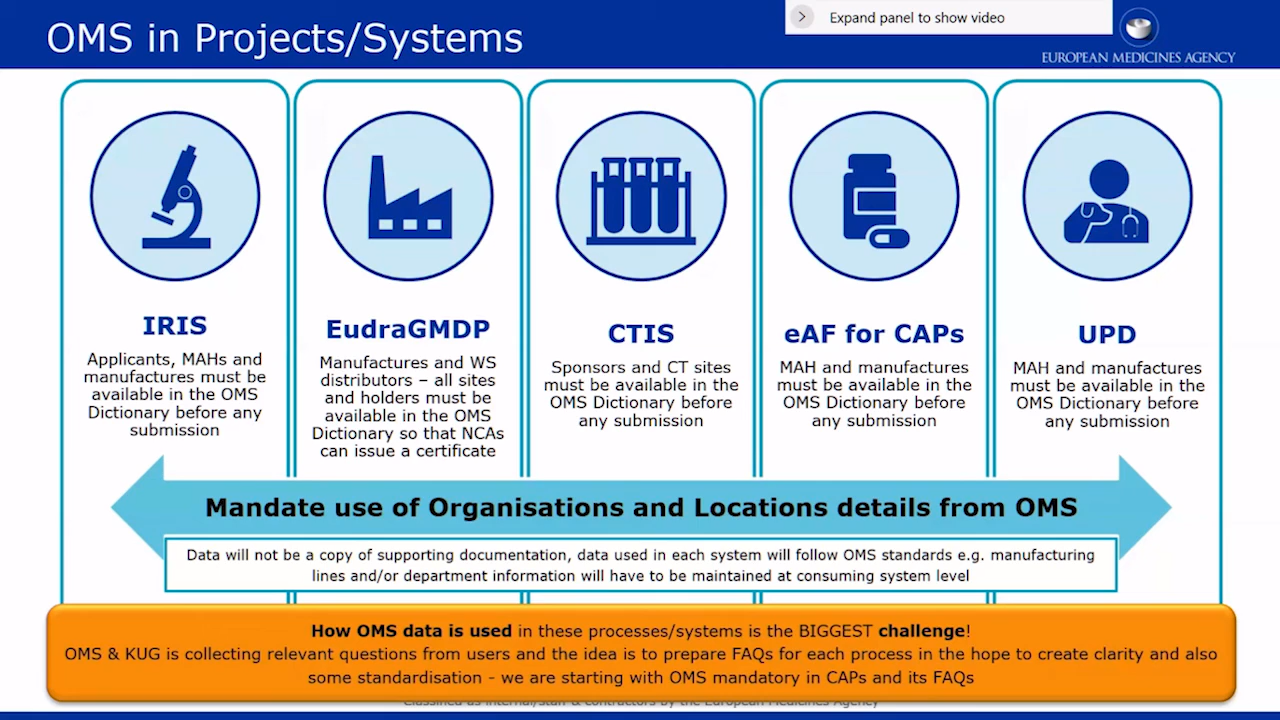 OMS in Projects/Systems
Expand panel to show video
EUROPEAN MEDICINES AGENCY
IRIS
Applicants, MAHs and
manufactures must be
available in the OMS
Dictionary before any
submission
EudraGMDP
Manufactures and WS
distributors – all sites
and holders must be
available in the OMS
Dictionary so that NCAs
can issue a certificate
CTIS
Sponsors and CT sites
must be available in the
OMS Dictionary before
any submission
eAF for CAPs
MAH and manufactures
must be available in the
OMS Dictionary before
any submission
UPD
MAH and manufactures
must be available in the
OMS Dictionary before
any submission
Mandate use of Organisations and Locations details from OMS
Data will not be a copy of supporting documentation, data used in each system will follow OMS standards e.g. manufacturing
lines and/or department information will have to be maintained at consuming system level
How OMS data is used in these processes/systems is the BIGGEST challenge!
OMS & KUG is collecting relevant questions from users and the idea is to prepare FAQs for each process in the hope to create clarity and also
some standardisation - we are starting with OMS mandatory in CAPs and its FAQs
Classified as internal/staff & contractors by the European Medicines Agency